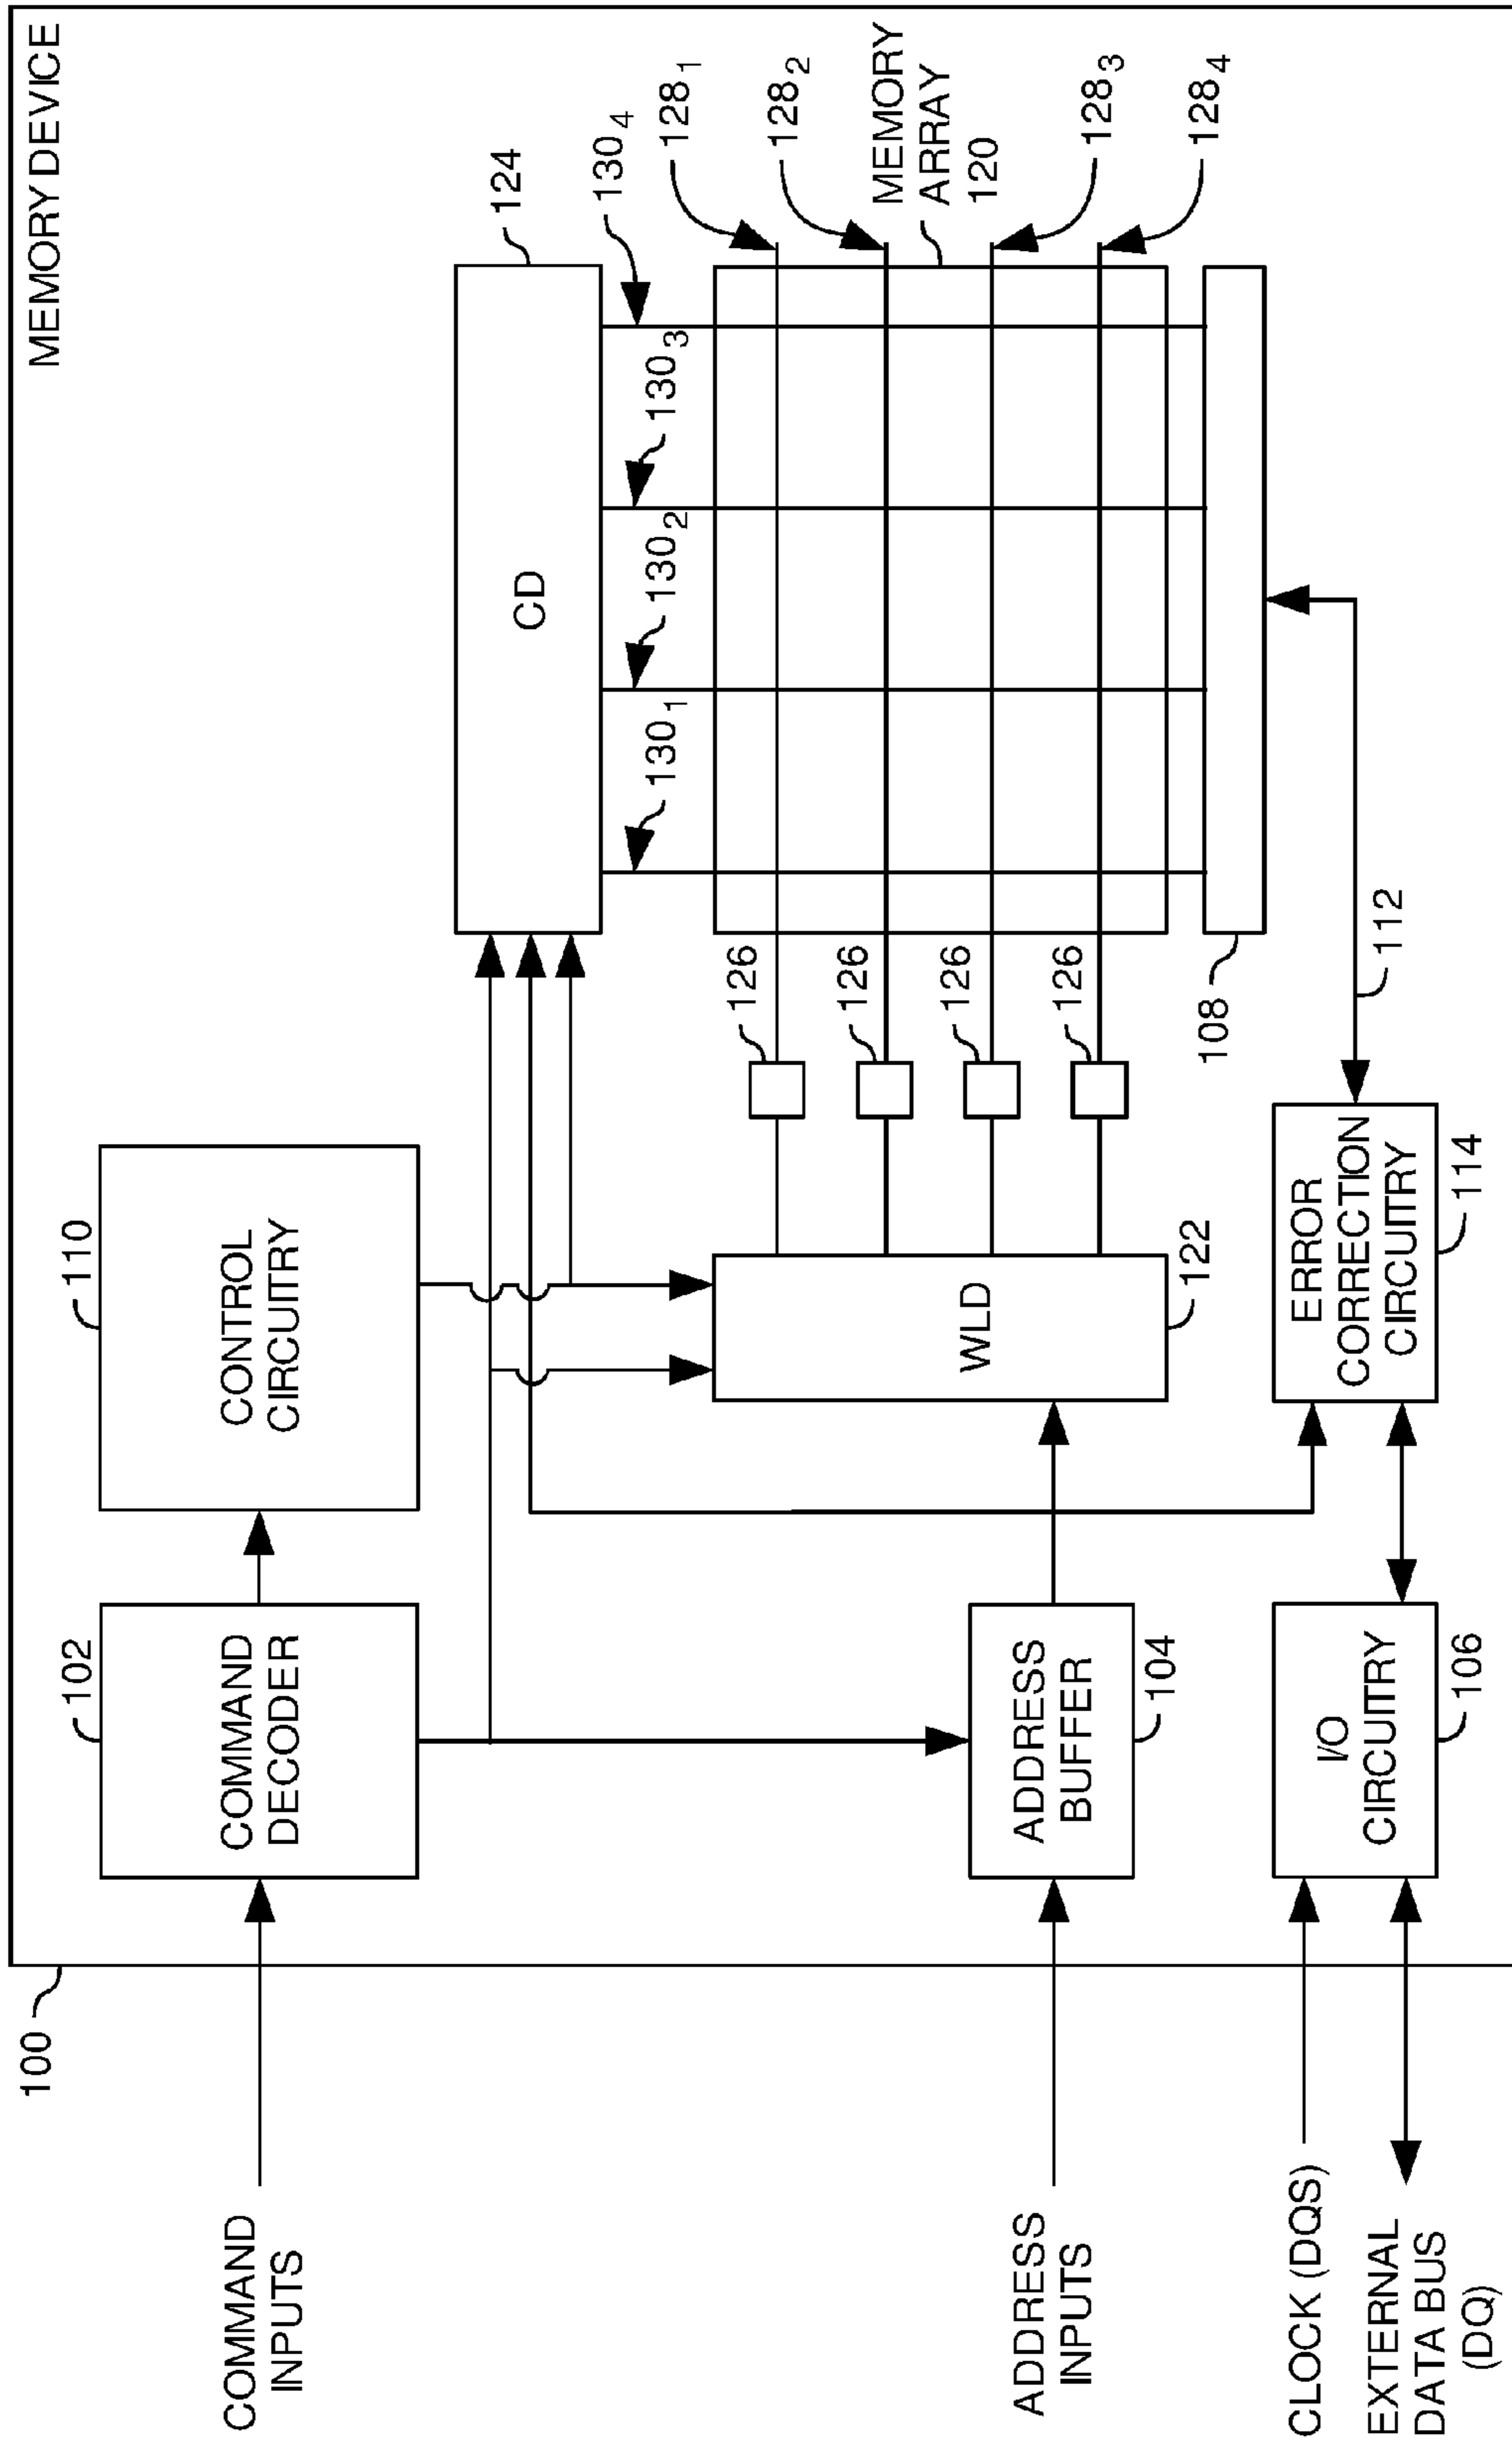 MEMORY DEVICE
100
COMMAND
INPUTS
102
COMMAND
DECODER
110
CONTROL
CIRCUITRY
124
CD
130₁
130₂
130₃
130₄
128₁
128₂
MEMORY
ARRAY
120
128₃
128₄
126
126
126
126
WLD
122
ADDRESS
INPUTS
ADDRESS
BUFFER
104
108
112
CLOCK (DQS)
EXTERNAL
DATA BUS
(DQ)
I/O
CIRCUITRY
106
ERROR
CORRECTION
CIRCUITRY
114